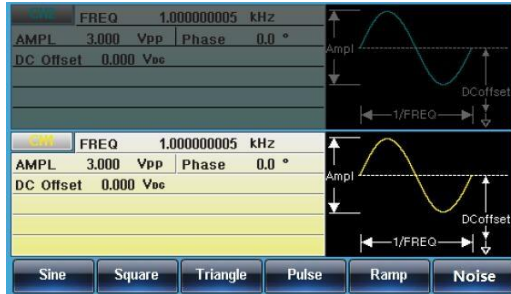 CH1 FREQ 1.000000005 kHz
AMPL 3.000 Vpp Phase 0.0 °
DC Offset 0.000 VDC
Ampl
DCoffset
1/FREQ
FREQ 1.000000005 kHz
AMPL 3.000 Vpp Phase 0.0 °
DC Offset 0.000 VDC
Ampl
DCoffset
1/FREQ
Sine Square Triangle Pulse Ramp Noise